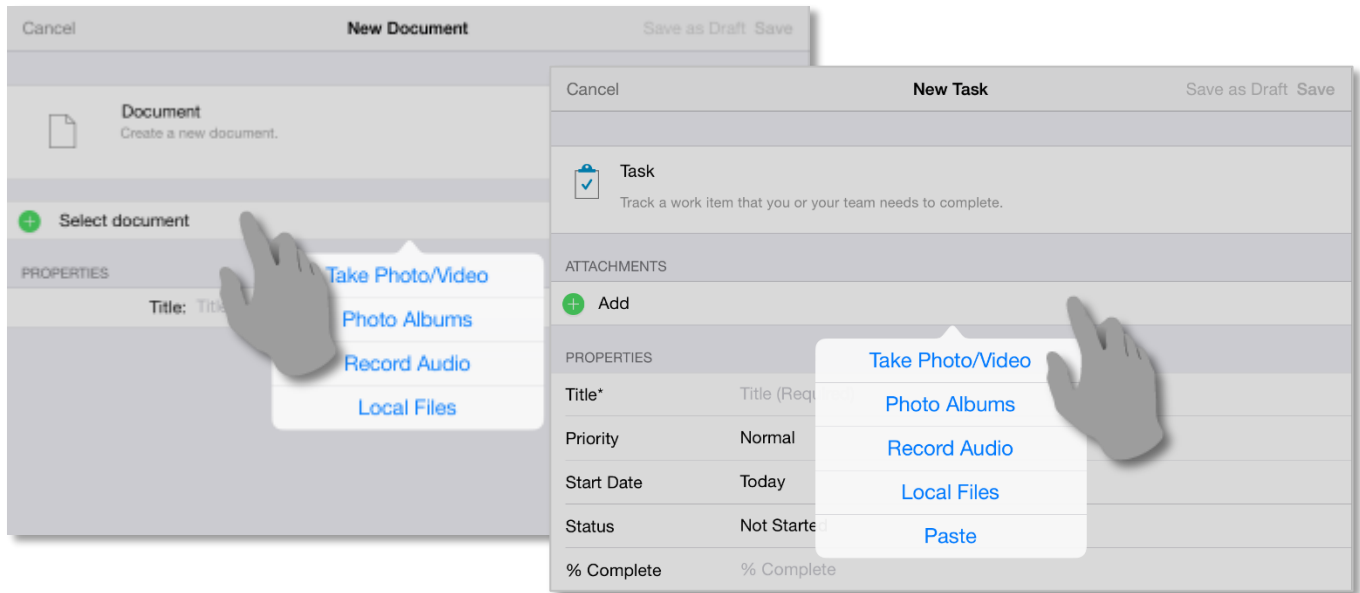 Cancel New Document Save as Draft Save
Document
Create a new document.
Select document
PROPERTIES
Title:
Take Photo/Video
Photo Albums
Record Audio
Local Files
Cancel New Task Save as Draft Save
Task
Track a work item that you or your team needs to complete.
ATTACHMENTS
Add
PROPERTIES
Title* Title
Priority Normal
Start Date Today
Status Not Started
% Complete % Complete
Take Photo/Video
Photo Albums
Record Audio
Local Files
Paste